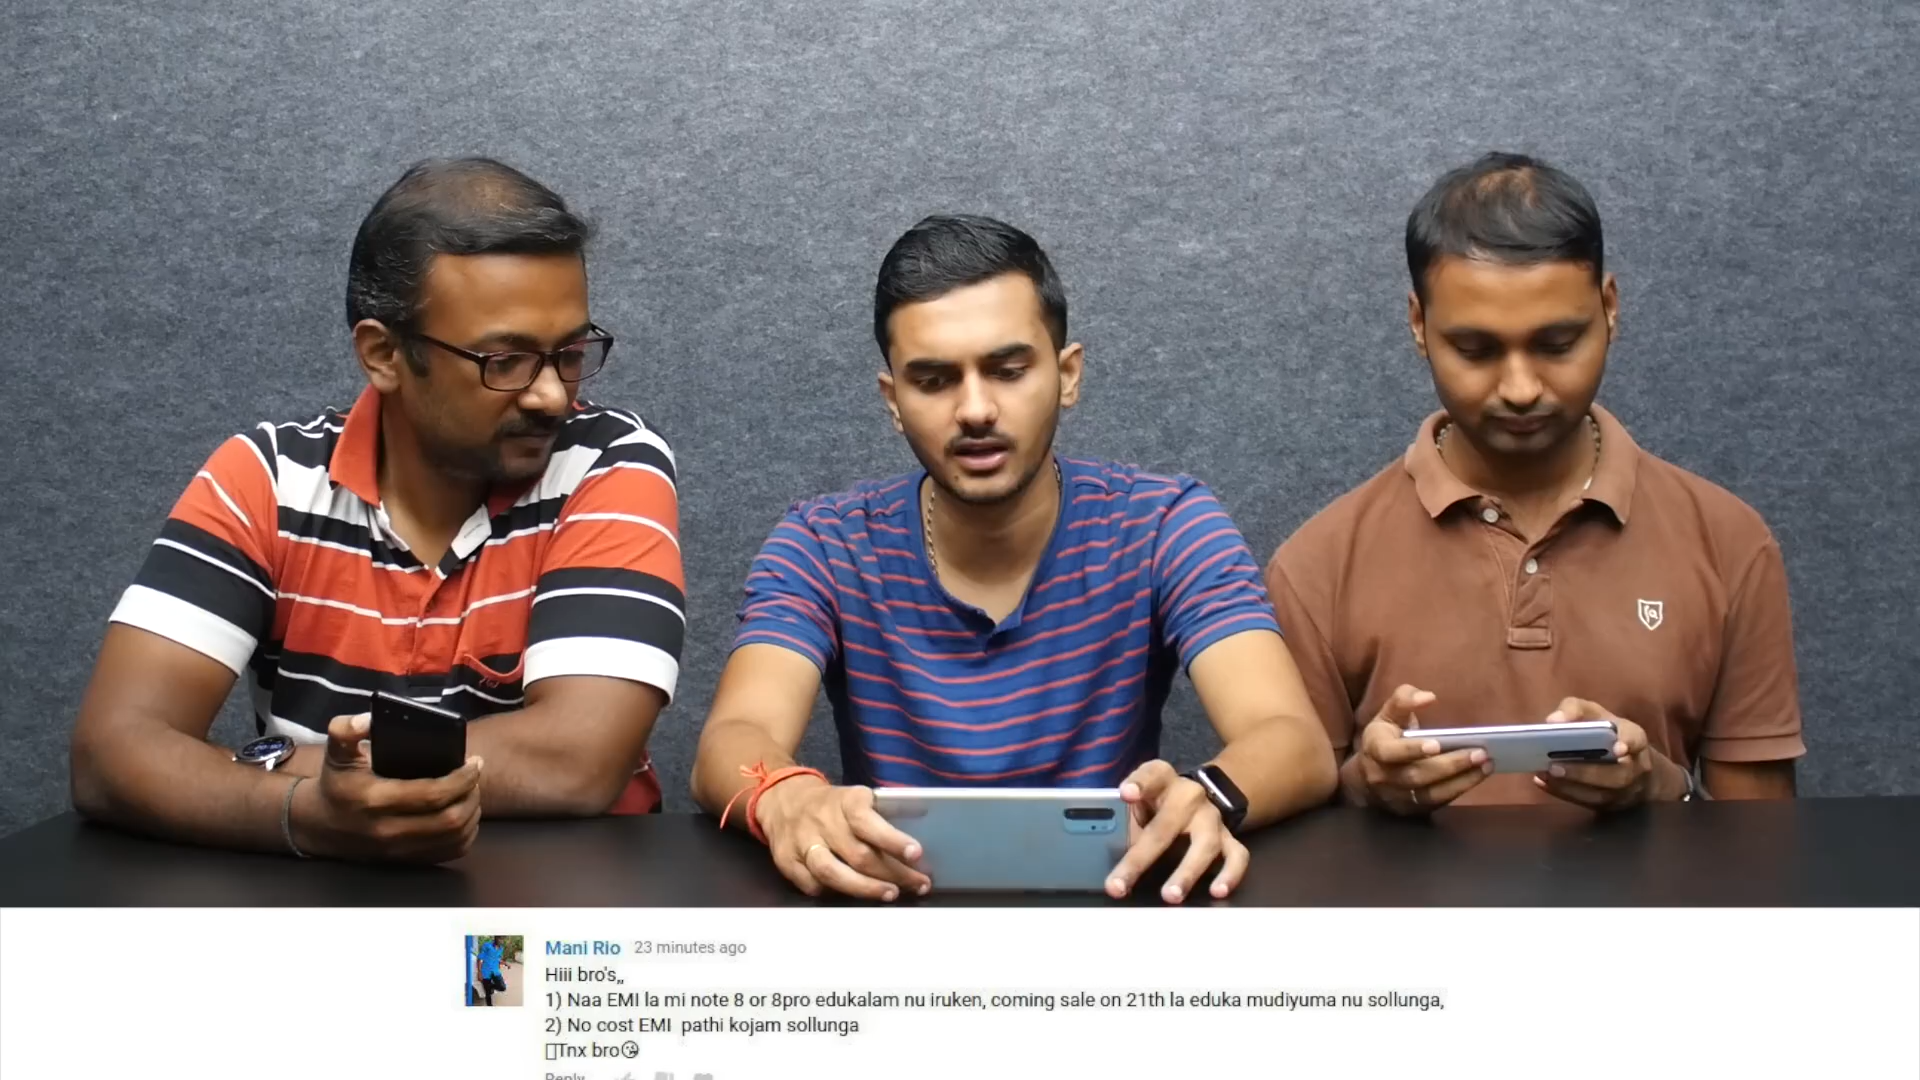 Mani Rio 23 minutes ago
Hiii bro's,,
1) Naa EMI la mi note 8 or 8pro edukalam nu iruken, coming sale on 21th la eduka mudiyuma nu sollunga,
2) No cost EMI pathi kojam sollunga
Tnx bro😘
Reply